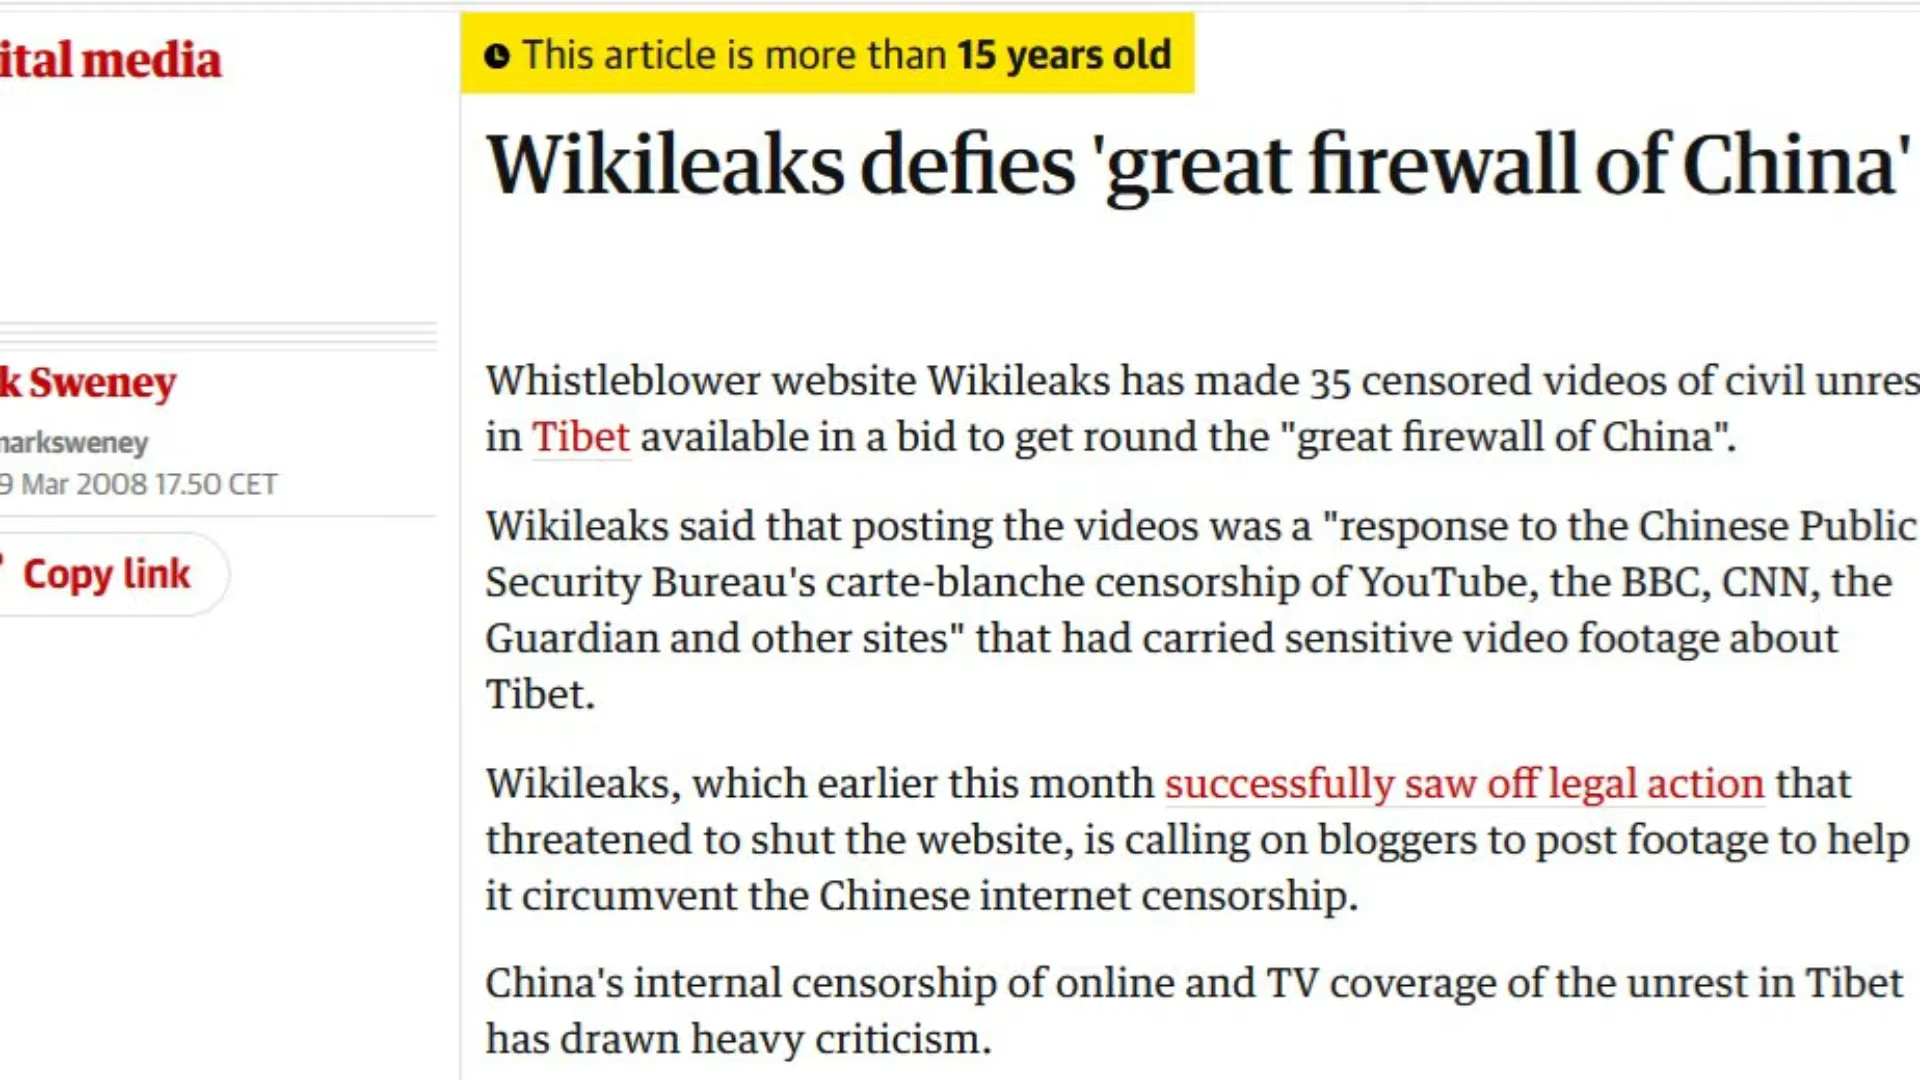 ital media
This article is more than 15 years old
Wikileaks defies 'great firewall of China'
k Sweney
marksweney
9 Mar 2008 17.50 CET
Copy link
Whistleblower website Wikileaks has made 35 censored videos of civil unres
in Tibet available in a bid to get round the "great firewall of China".
Wikileaks said that posting the videos was a "response to the Chinese Public
Security Bureau's carte-blanche censorship of YouTube, the BBC, CNN, the
Guardian and other sites" that had carried sensitive video footage about
Tibet.
Wikileaks, which earlier this month successfully saw off legal action that
threatened to shut the website, is calling on bloggers to post footage to help
it circumvent the Chinese internet censorship.
China's internal censorship of online and TV coverage of the unrest in Tibet
has drawn heavy criticism.